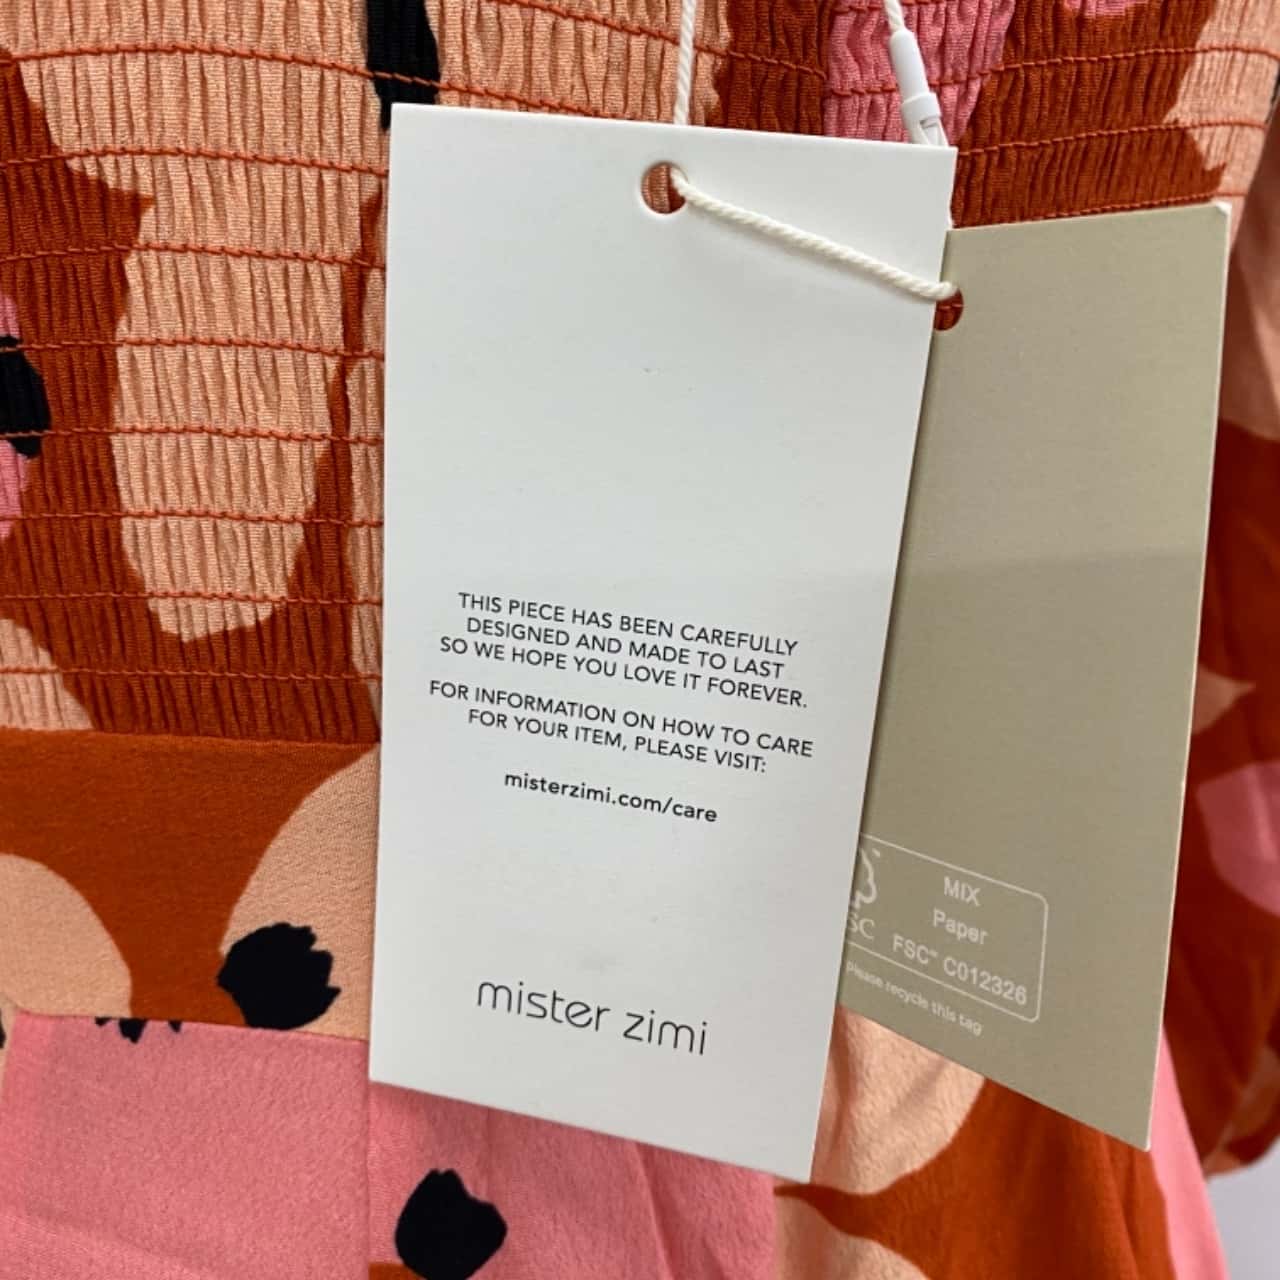 THIS PIECE HAS BEEN CAREFULLY
DESIGNED AND MADE TO LAST
SO WE HOPE YOU LOVE IT FOREVER.
FOR INFORMATION ON HOW TO CARE
FOR YOUR ITEM, PLEASE VISIT:
misterzimi.com/care
mister zimi
MIX
Paper
FSC™ C012326
please recycle this tag